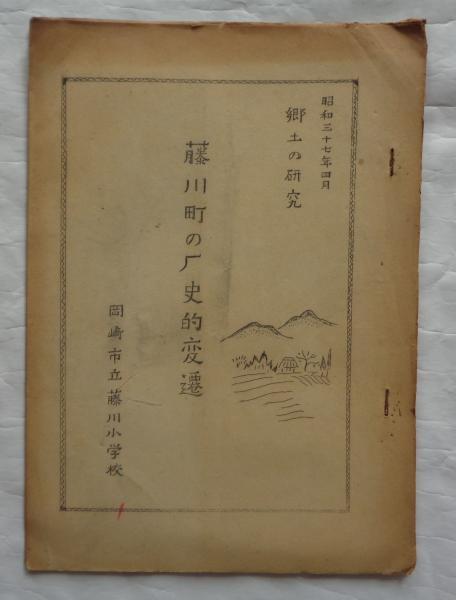 昭和三十七年四月
郷土の研究
藤川町の厂史的変遷
岡崎市立藤川小学校